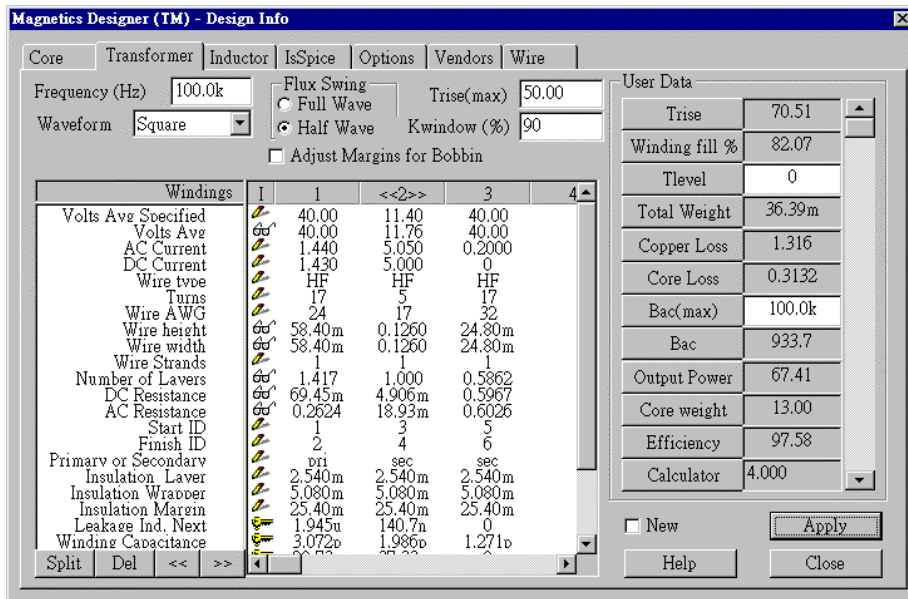 Magnetics Designer (TM) - Design Info
Core Transformer Inductor IsSpice Options Vendors Wire
Frequency (Hz) 100.0k
Waveform Square
Flux Swing
Full Wave
Half Wave
Trise(max) 50.00
Kwindow (%) 90
Adjust Margins for Bobbin
Windings I 1 <<2>> 3 4
Volts Avg Specified 40.00 11.40 40.00
Volts Avg 40.00 11.76 40.00
AC Current 1.440 5.050 0.2000
DC Current 1.430 5.000 0
Wire type HF HF HF
Turns 17 5 17
Wire AWG 24 17 32
Wire height 58.40m 0.1260 24.80m
Wire width 58.40m 0.1260 24.80m
Wire Strands 1 1 1
Number of Layers 1.417 1.000 0.5862
DC Resistance 69.45m 4.906m 0.5967
AC Resistance 0.2624 18.93m 0.6026
Start ID 1 3 5
Finish ID 2 4 6
Primary or Secondary pri sec sec
Insulation Layer 2.540m 2.540m 2.540m
Insulation Wrapper 5.080m 5.080m 5.080m
Insulation Margin 25.40m 25.40m 25.40m
Leakage Ind. Next 1.945u 140.7n 0
Winding Capacitance 3.072p 1.986p 1.271p
Split Del << >>
User Data
Trise 70.51
Winding fill % 82.07
Tlevel 0
Total Weight 36.39m
Copper Loss 1.316
Core Loss 0.3132
Bac(max) 100.0k
Bac 933.7
Output Power 67.41
Core weight 13.00
Efficiency 97.58
Calculator 4.000
New Apply
Help Close